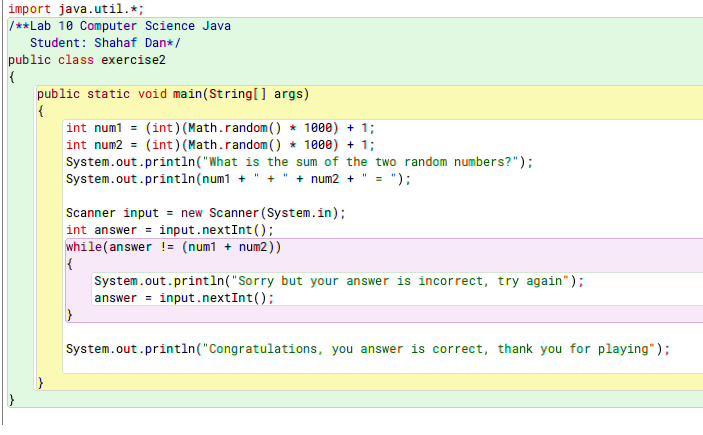 import java.util.*;
/**Lab 10 Computer Science Java
   Student: Shahaf Dan*/
public class exercise2
{
    public static void main(String[] args)
    {
        int num1 = (int)(Math.random() * 1000) + 1;
        int num2 = (int)(Math.random() * 1000) + 1;
        System.out.println("What is the sum of the two random numbers?");
        System.out.println(num1 + " + " + num2 + " = ");

        Scanner input = new Scanner(System.in);
        int answer = input.nextInt();
        while(answer != (num1 + num2))
        {
            System.out.println("Sorry but your answer is incorrect, try again");
            answer = input.nextInt();
        }

        System.out.println("Congratulations, you answer is correct, thank you for playing");

    }
}